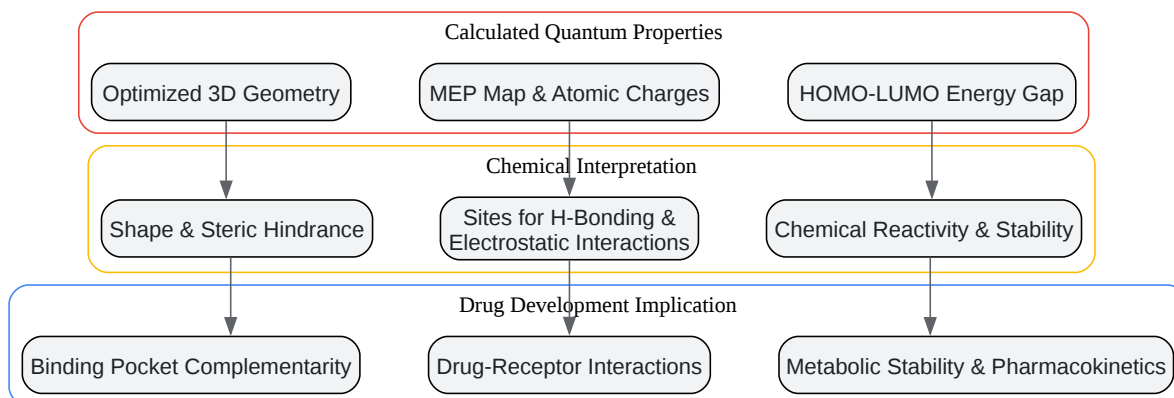 Calculated Quantum Properties
Optimized 3D Geometry
MEP Map & Atomic Charges
HOMO-LUMO Energy Gap
Chemical Interpretation
Shape & Steric Hindrance
Sites for H-Bonding &
Electrostatic Interactions
Chemical Reactivity & Stability
Drug Development Implication
Binding Pocket Complementarity
Drug-Receptor Interactions
Metabolic Stability & Pharmacokinetics